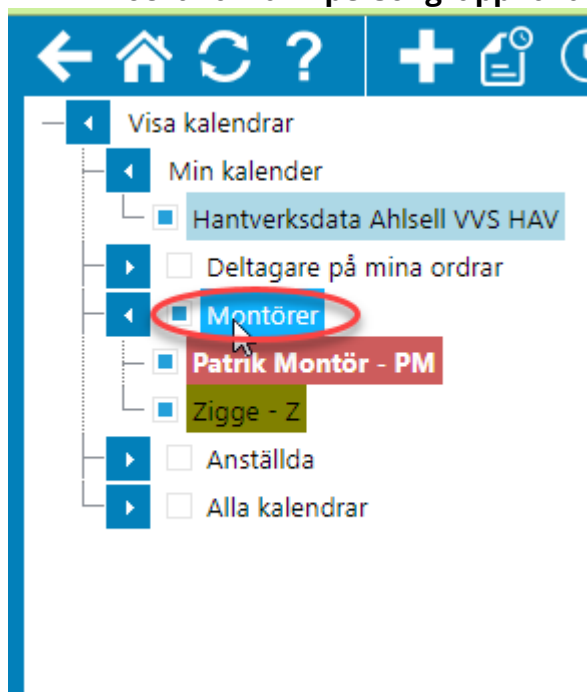 ?
Visa kalendrar
Min kalender
Hantverksdata Ahlsell VVS HAV
Deltagare på mina ordrar
Montörer
Patrik Montör - PM
Zigge - Z
Anställda
Alla kalendrar